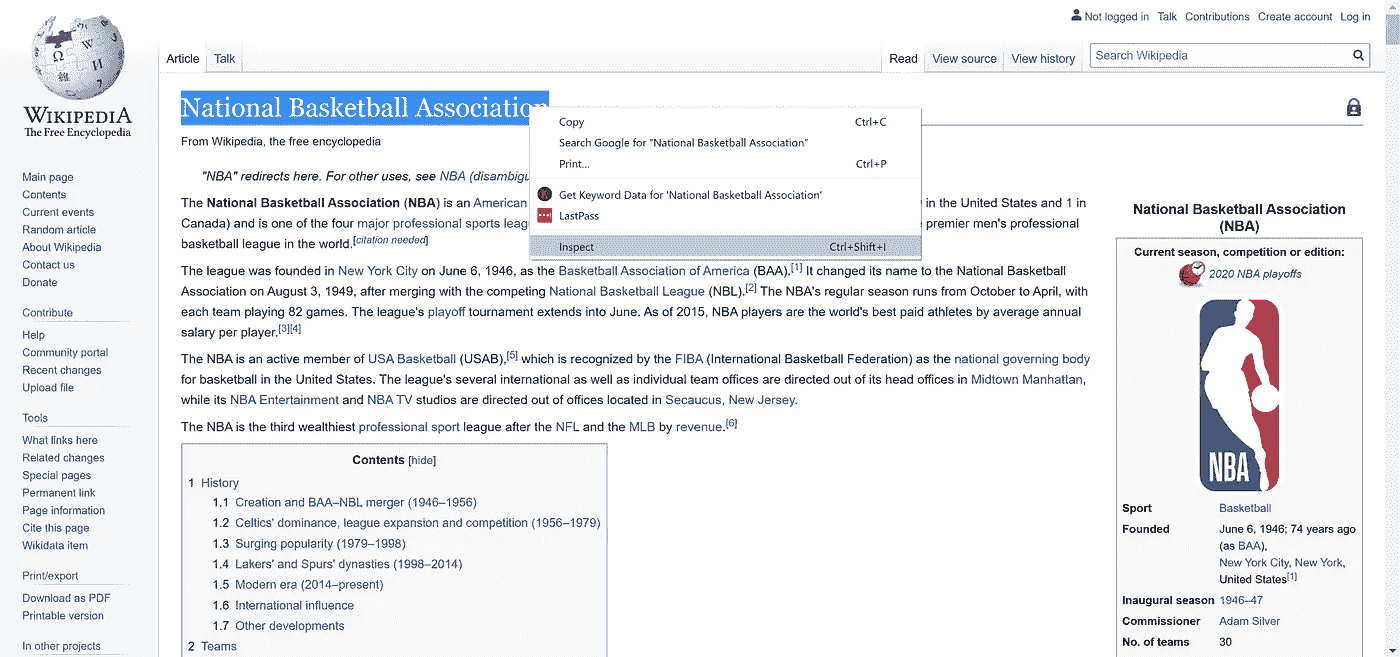 Not logged in Talk Contributions Create account Log in
Article Talk Read View source View history Search Wikipedia
WIKIPEDIA
The Free Encyclopedia
Main page
Contents
Current events
Random article
About Wikipedia
Contact us
Donate
Contribute
Help
Community portal
Recent changes
Upload file
Tools
What links here
Related changes
Special pages
Permanent link
Page information
Cite this page
Wikidata item
Print/export
Download as PDF
Printable version
In other projects
National Basketball Association
From Wikipedia, the free encyclopedia
"NBA" redirects here. For other uses, see NBA (disambigu
The National Basketball Association (NBA) is an American in the United States and 1 in
Canada) and is one of the four major professional sports leag premier men's professional
basketball league in the world.[citation needed]
Copy Ctrl+C
Search Google for "National Basketball Association"
Print... Ctrl+P
Get Keyword Data for 'National Basketball Association'
LastPass
Inspect Ctrl+Shift+I
The league was founded in New York City on June 6, 1946, as the Basketball Association of America (BAA).[1] It changed its name to the National Basketball
Association on August 3, 1949, after merging with the competing National Basketball League (NBL).[2] The NBA's regular season runs from October to April, with
each team playing 82 games. The league's playoff tournament extends into June. As of 2015, NBA players are the world's best paid athletes by average annual
salary per player.[3][4]
The NBA is an active member of USA Basketball (USAB),[5] which is recognized by the FIBA (International Basketball Federation) as the national governing body
for basketball in the United States. The league's several international as well as individual team offices are directed out of its head offices in Midtown Manhattan,
while its NBA Entertainment and NBA TV studios are directed out of offices located in Secaucus, New Jersey.
The NBA is the third wealthiest professional sport league after the NFL and the MLB by revenue.[6]
Contents [hide]
1 History
1.1 Creation and BAA–NBL merger (1946–1956)
1.2 Celtics' dominance, league expansion and competition (1956–1979)
1.3 Surging popularity (1979–1998)
1.4 Lakers' and Spurs' dynasties (1998–2014)
1.5 Modern era (2014–present)
1.6 International influence
1.7 Other developments
2 Teams
National Basketball Association
(NBA)
Current season, competition or edition:
2020 NBA playoffs
NBA
Sport Basketball
Founded June 6, 1946; 74 years ago
(as BAA),
New York City, New York,
United States[1]
Inaugural season 1946–47
Commissioner Adam Silver
No. of teams 30